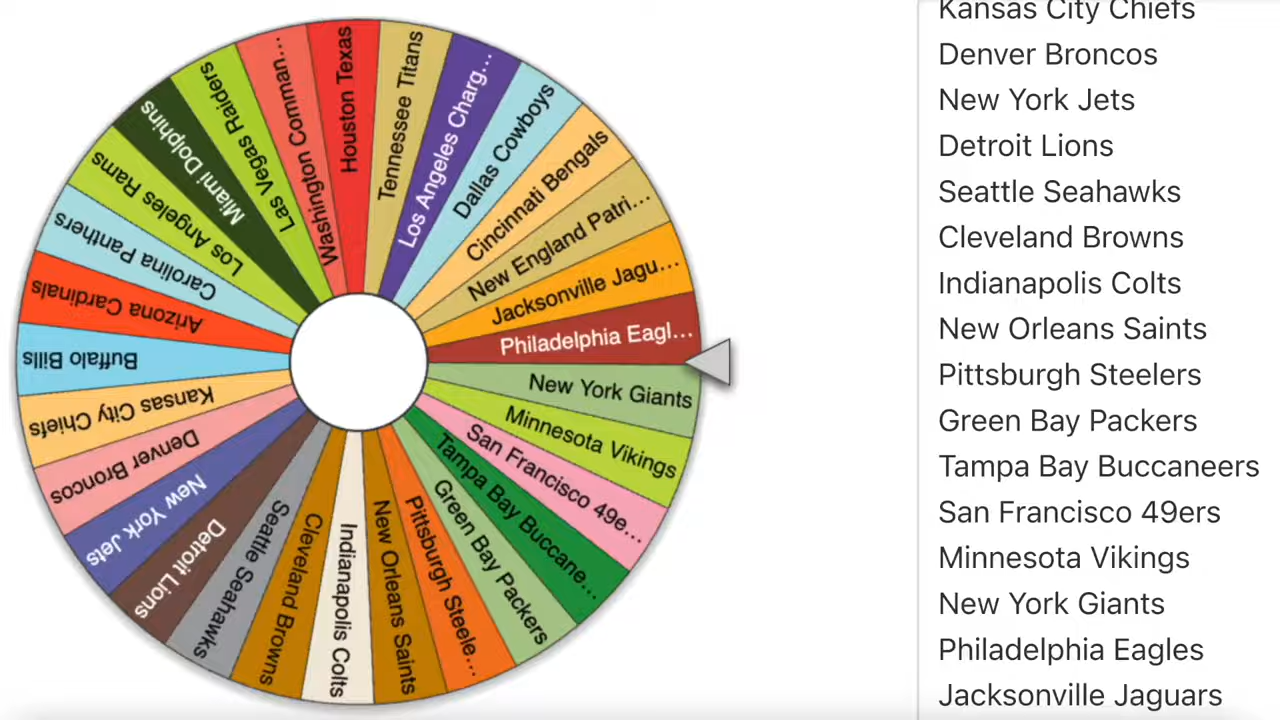 Houston Texas
Tennessee Titans
Los Angeles Charg...
Dallas Cowboys
Cincinnati Bengals
New England Patri...
Jacksonville Jagu...
Philadelphia Eagl...
New York Giants
Minnesota Vikings
San Francisco 49e...
Tampa Bay Buccane...
Green Bay Packers
Pittsburgh Steele...
New Orleans Saints
Indianapolis Colts
Cleveland Browns
Seattle Seahawks
Detroit Lions
New York Jets
Denver Broncos
Kansas City Chiefs
Buffalo Bills
Arizona Cardinals
Carolina Panthers
Los Angeles Rams
Miami Dolphins
Las Vegas Raiders
Washington Comman...
Kansas City Chiefs
Denver Broncos
New York Jets
Detroit Lions
Seattle Seahawks
Cleveland Browns
Indianapolis Colts
New Orleans Saints
Pittsburgh Steelers
Green Bay Packers
Tampa Bay Buccaneers
San Francisco 49ers
Minnesota Vikings
New York Giants
Philadelphia Eagles
Jacksonville Jaguars